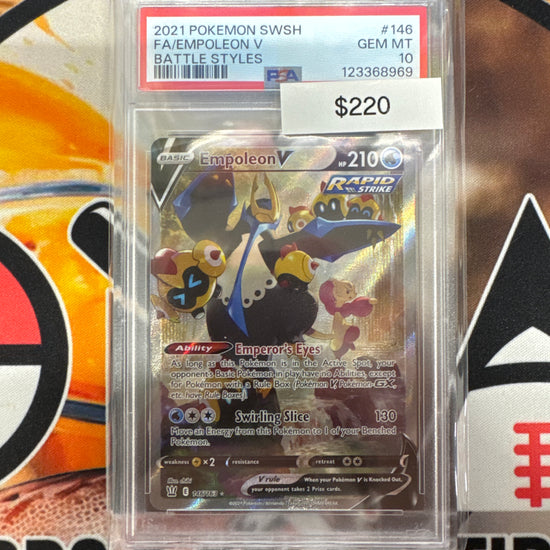 2021 POKEMON SWSH #146
FA/EMPOLEON V GEM MT
BATTLE STYLES 10
PSA 123368969
$220
BASIC Empoleon V HP 210
RAPID STRIKE
Ability Emperor's Eyes
As long as this Pokémon is in the Active Spot, your
opponent's Basic Pokémon in play have no Abilities, except
for Pokémon with a Rule Box (Pokémon V, Pokémon-GX,
etc. have Rule Boxes).
Swirling Slice 130
Move an Energy from this Pokémon to 1 of your Benched
Pokémon.
weakness ×2 resistance retreat
V rule When your Pokémon V is Knocked Out,
your opponent takes 2 Prize cards.
146/163